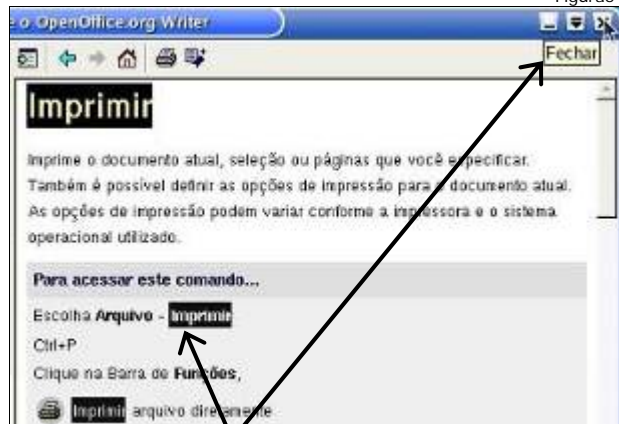 e o OpenOffice.org Writer
Fechar
Imprimir
Imprime o documento atual, seleção ou páginas que você especificar.
Também é possível definir as opções de impressão para o documento atual.
As opções de impressão podem variar conforme a impressora e o sistema
operacional utilizado.
Para acessar este comando...
Escolha Arquivo - Imprimir
Ctrl+P
Clique na Barra de Funções,
Imprimir arquivo diretamente